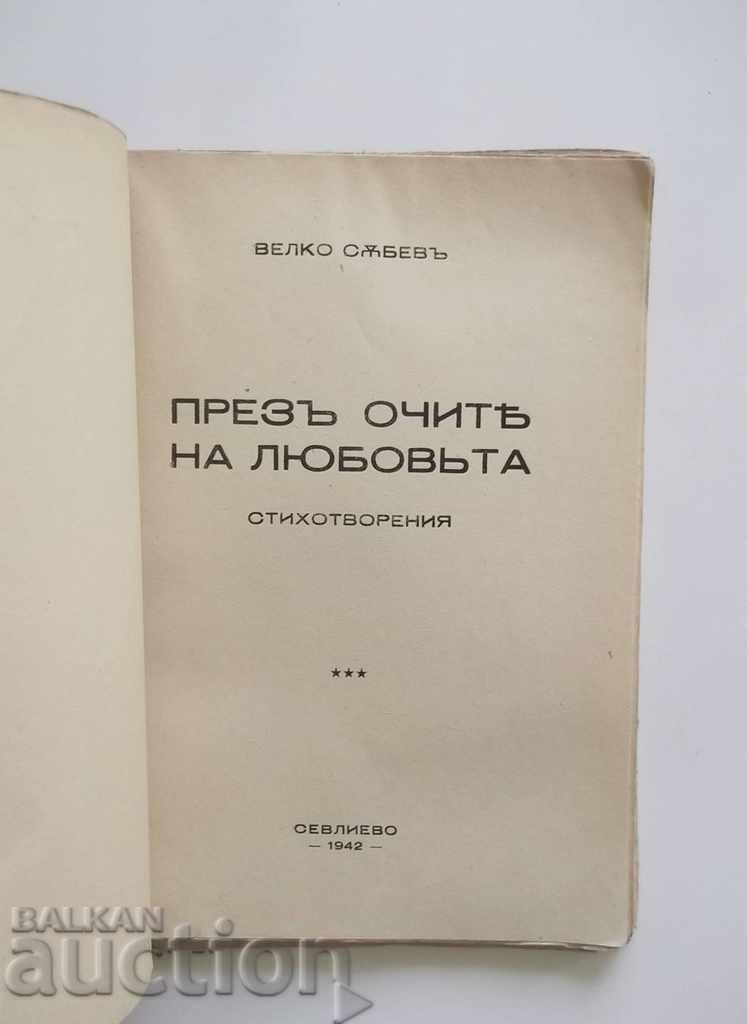 ВЕЛКО СѪБЕВЪ
ПРЕЗЪ ОЧИТѢ
НА ЛЮБОВЬТА
СТИХОТВОРЕНИЯ
★★★
СЕВЛИЕВО
— 1942 —
BALKAN
auction